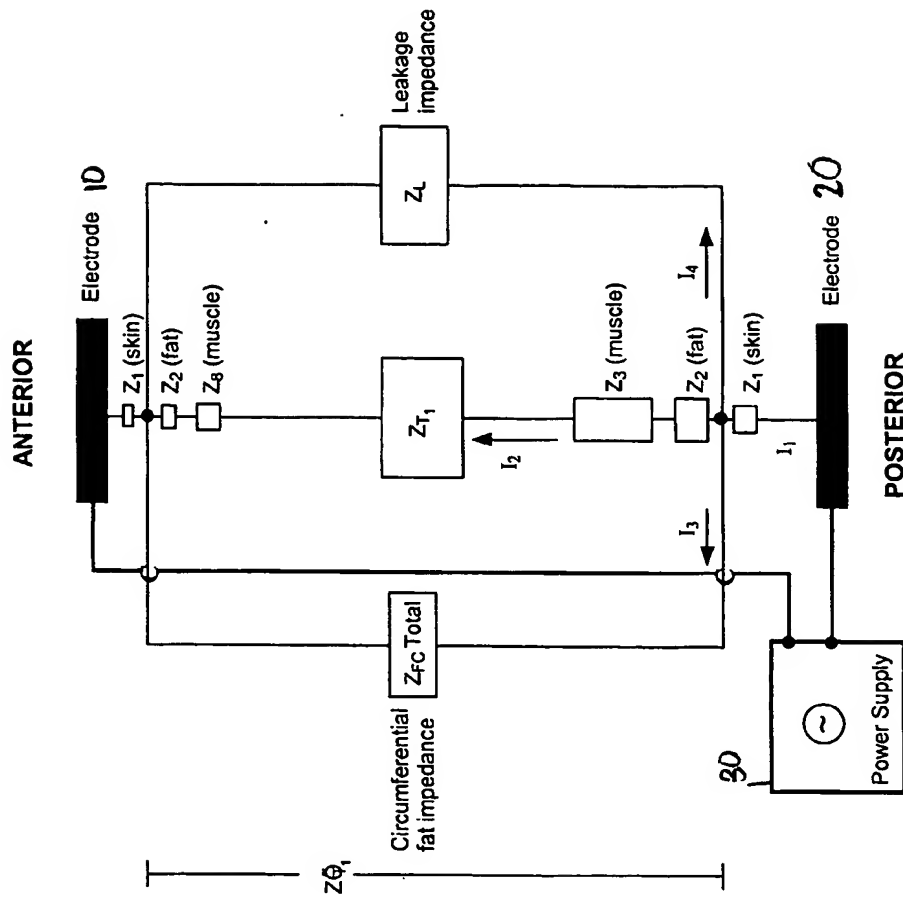 ANTERIOR
Electrode 10
Z1 (skin)
Z2 (fat)
Z8 (muscle)
Leakage
impedance
ZL
ZT1
Z3 (muscle)
Z2 (fat)
Z1 (skin)
I4
I2
I3
I1
Electrode 20
POSTERIOR
ZFC Total
Circumferential
fat impedance
30
~
Power Supply
ZΦ1